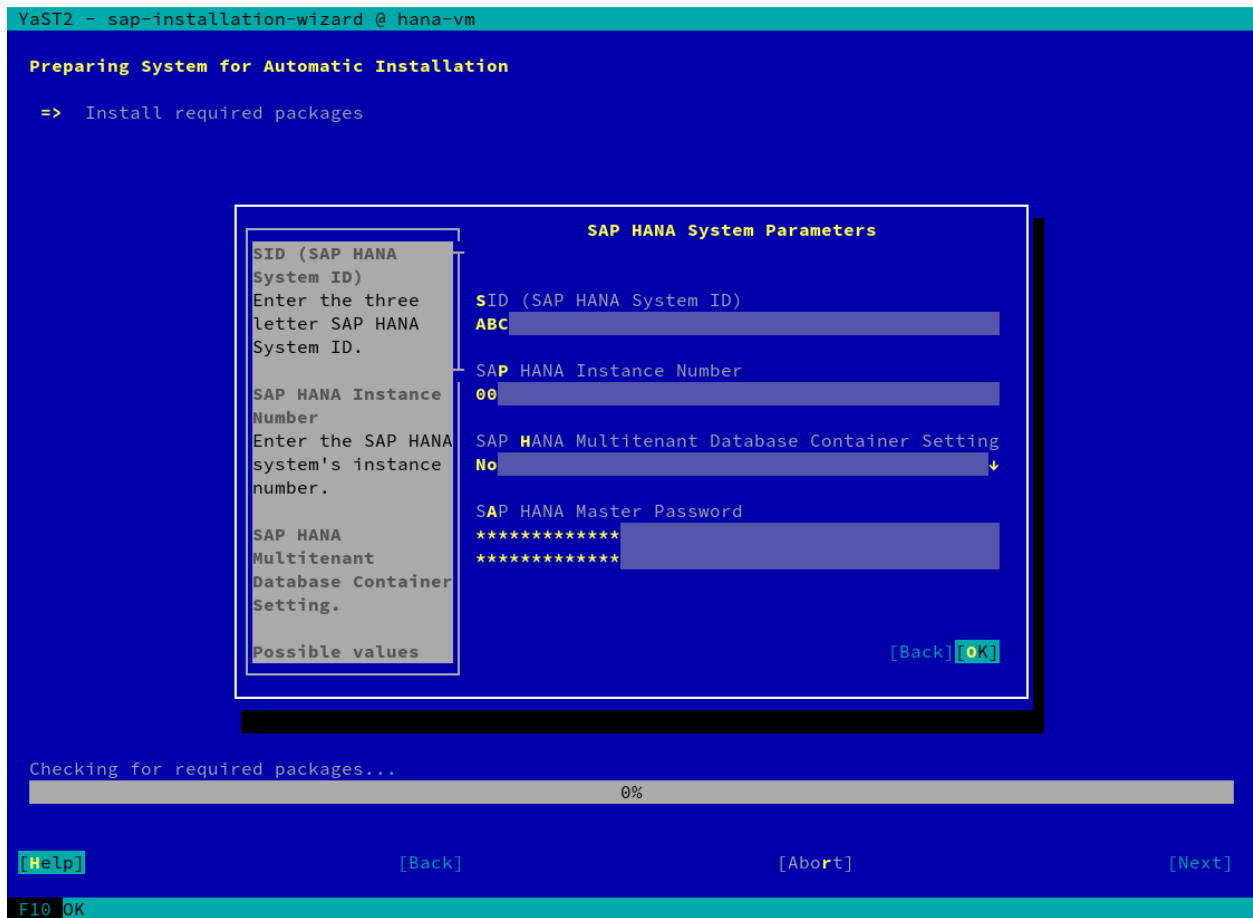 YaST2 - sap-installation-wizard @ hana-vm
Preparing System for Automatic Installation
=> Install required packages
SAP HANA System Parameters
SID (SAP HANA
System ID)
Enter the three
letter SAP HANA
System ID.
SAP HANA Instance
Number
Enter the SAP HANA
system's instance
number.
SAP HANA
Multitenant
Database Container
Setting.
Possible values
SID (SAP HANA System ID)
ABC
SAP HANA Instance Number
00
SAP HANA Multitenant Database Container Setting
No ↓
SAP HANA Master Password
*************
*************
[Back][OK]
Checking for required packages...
0%
[Help] [Back] [Abort] [Next]
F10 OK